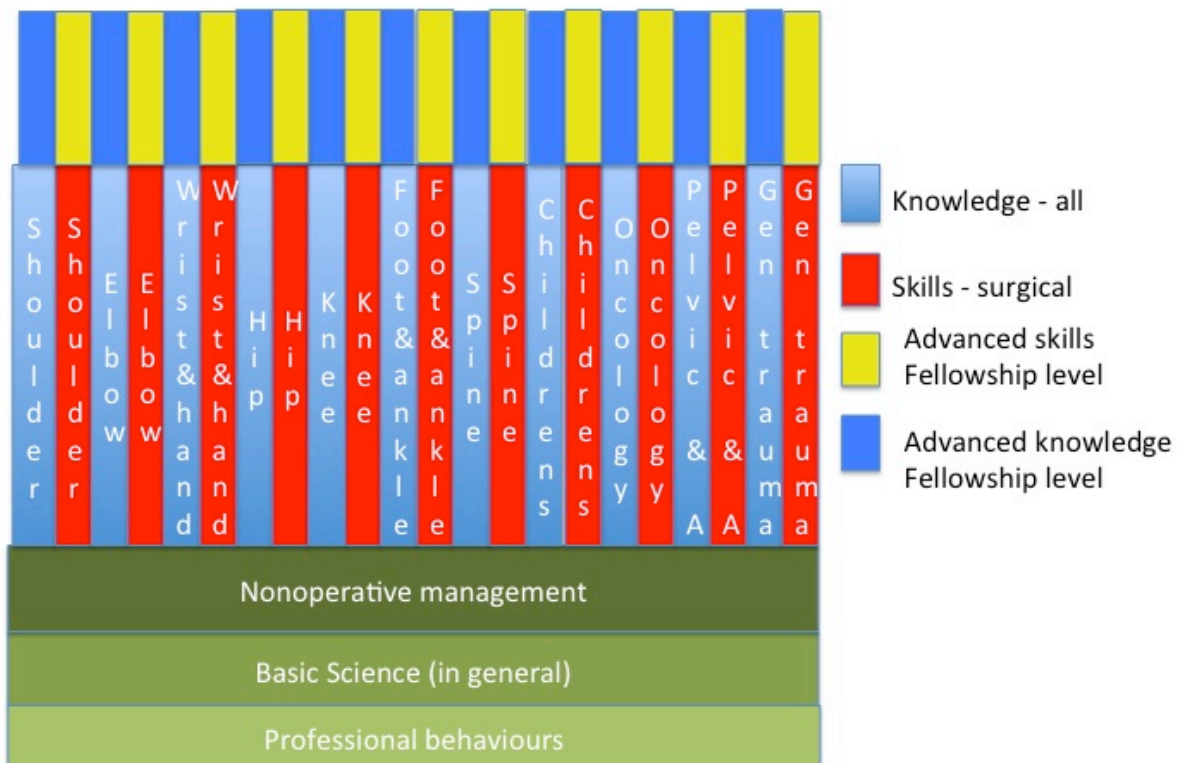 Shoulder
Shoulder
Elbow
Elbow
Wrist&hand
Wrist&hand
Hip
Hip
Knee
Knee
Foot&ankle
Foot&ankle
Spine
Spine
Childrens
Childrens
Oncology
Oncology
Pelvic & A
Pelvic & A
Gen trauma
Gen trauma
Nonoperative management
Basic Science (in general)
Professional behaviours
Knowledge - all
Skills - surgical
Advanced skills
Fellowship level
Advanced knowledge
Fellowship level